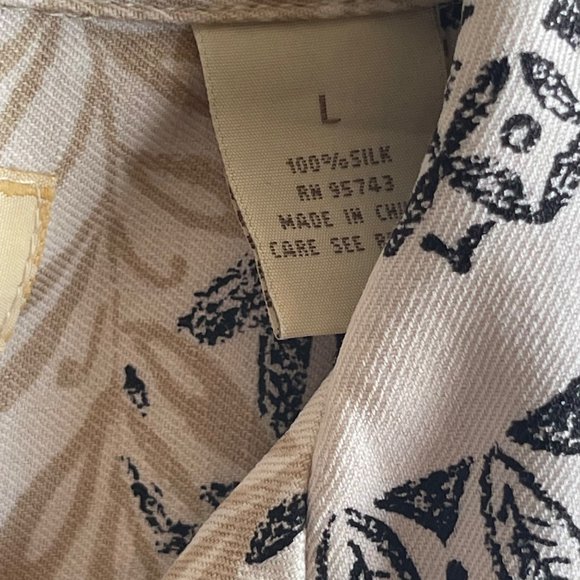 L
100% SILK
RN 95743
MADE IN
CARE SEE